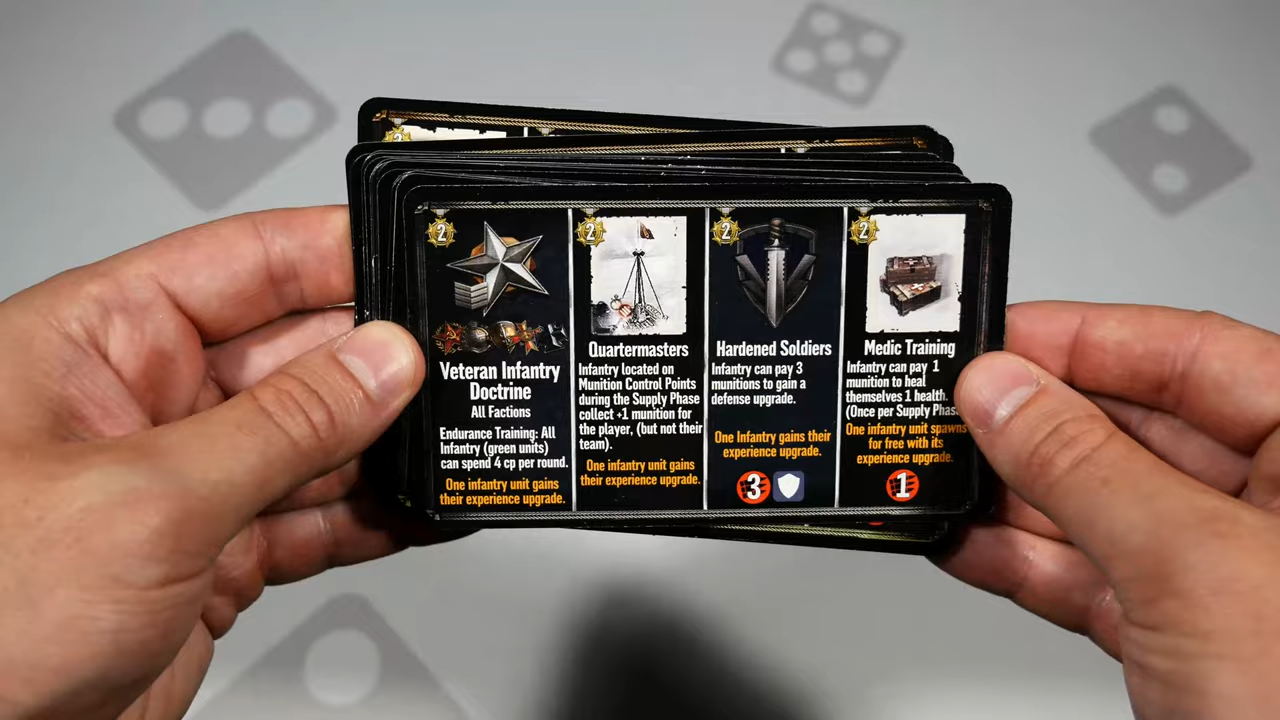 2
Veteran Infantry
Doctrine
All Factions
Endurance Training: All
Infantry (green units)
can spend 4 cp per round.
One infantry unit gains
their experience upgrade.
2
Quartermasters
Infantry located on
Munition Control Points
during the Supply Phase
collect +1 munition for
the player, (but not their
team).
One infantry unit gains
their experience upgrade.
2
Hardened Soldiers
Infantry can pay 3
munitions to gain a
defense upgrade.
One Infantry gains their
experience upgrade.
3
2
Medic Training
Infantry can pay 1
munition to heal
themselves 1 health.
(Once per Supply Phase
One infantry unit spawns
for free with its
experience upgrade.
1